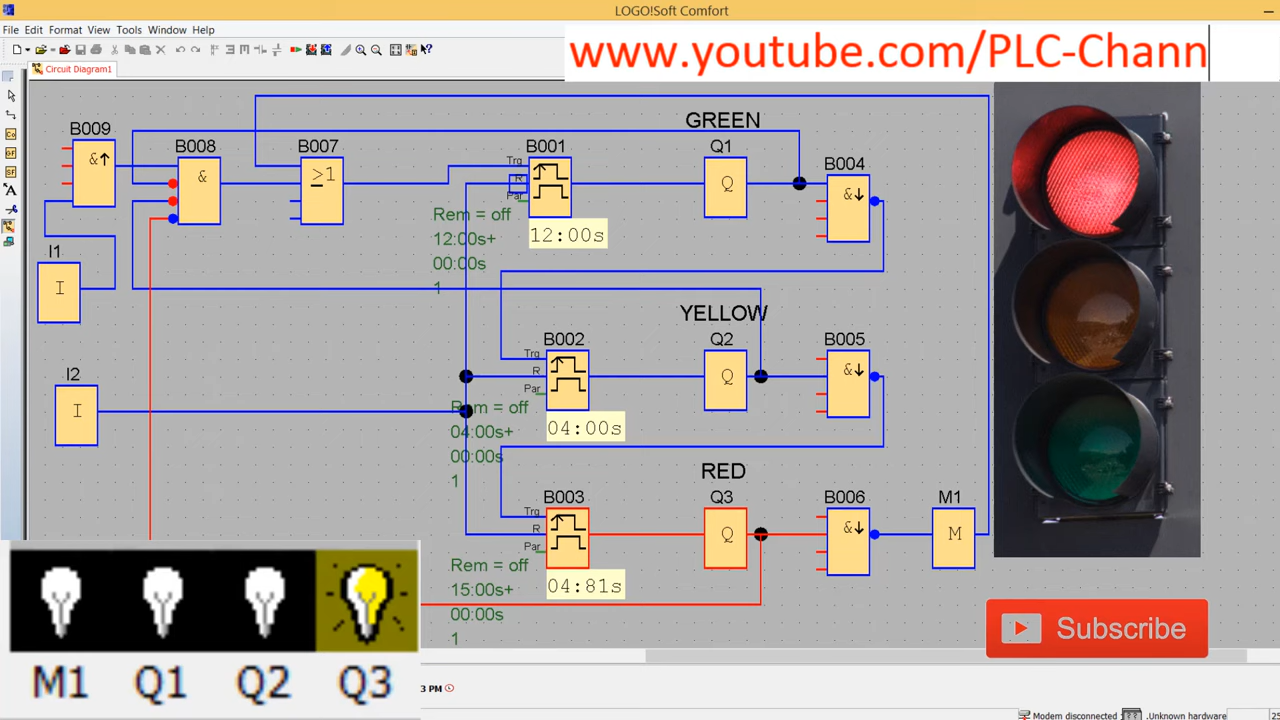 LOGO!Soft Comfort
File Edit Format View Tools Window Help
www.youtube.com/PLC-Chann
Circuit Diagram1
B009
&↑
B008
&
B007
>1
B001
Trg
R
Par
Rem = off
12:00s+
00:00s
1
12:00s
GREEN
Q1
Q
B004
&↓
I1
I
I2
I
B002
Trg
R
Par
Rem = off
04:00s+
00:00s
1
04:00s
YELLOW
Q2
Q
B005
&↓
B003
Trg
R
Par
Rem = off
15:00s+
00:00s
1
04:81s
RED
Q3
Q
B006
&↓
M1
M
M1 Q1 Q2 Q3
Subscribe
3 PM
Modem disconnected
Unknown hardware
25